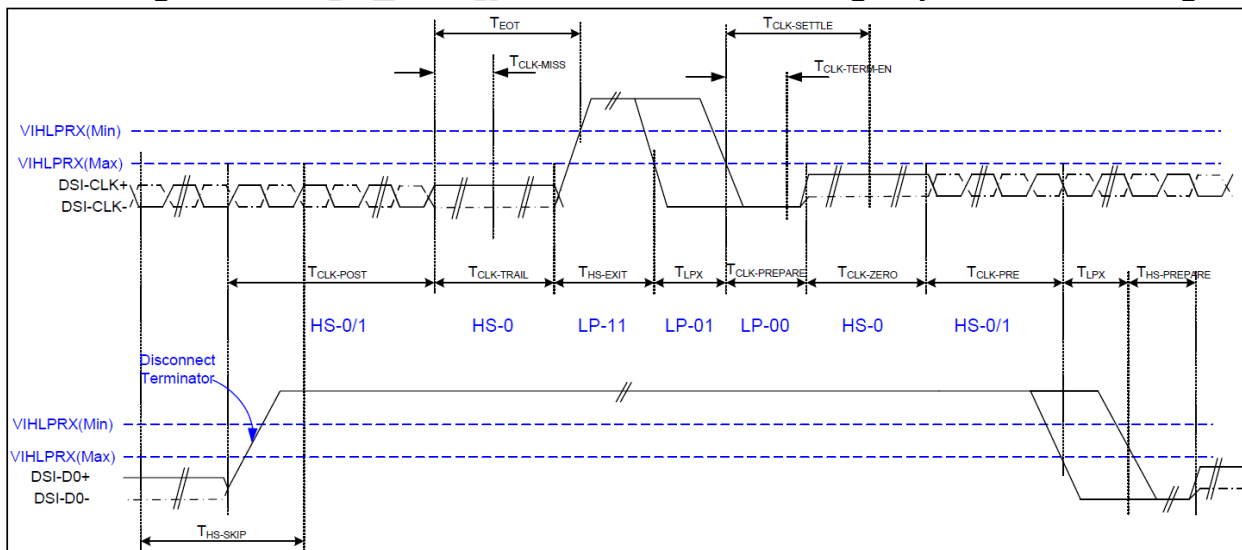 TEOT
TCLK-SETTLE
TCLK-MISS
TCLK-TERM-EN
VIHLPRX(Min)
VIHLPRX(Max)
DSI-CLK+
DSI-CLK-
TCLK-POST
TCLK-TRAIL
THS-EXIT
TLPX
TCLK-PREPARE
TCLK-ZERO
TCLK-PRE
TLPX
THS-PREPARE
HS-0/1
HS-0
LP-11
LP-01
LP-00
HS-0
HS-0/1
Disconnect
Terminator
VIHLPRX(Min)
VIHLPRX(Max)
DSI-D0+
DSI-D0-
THS-SKIP